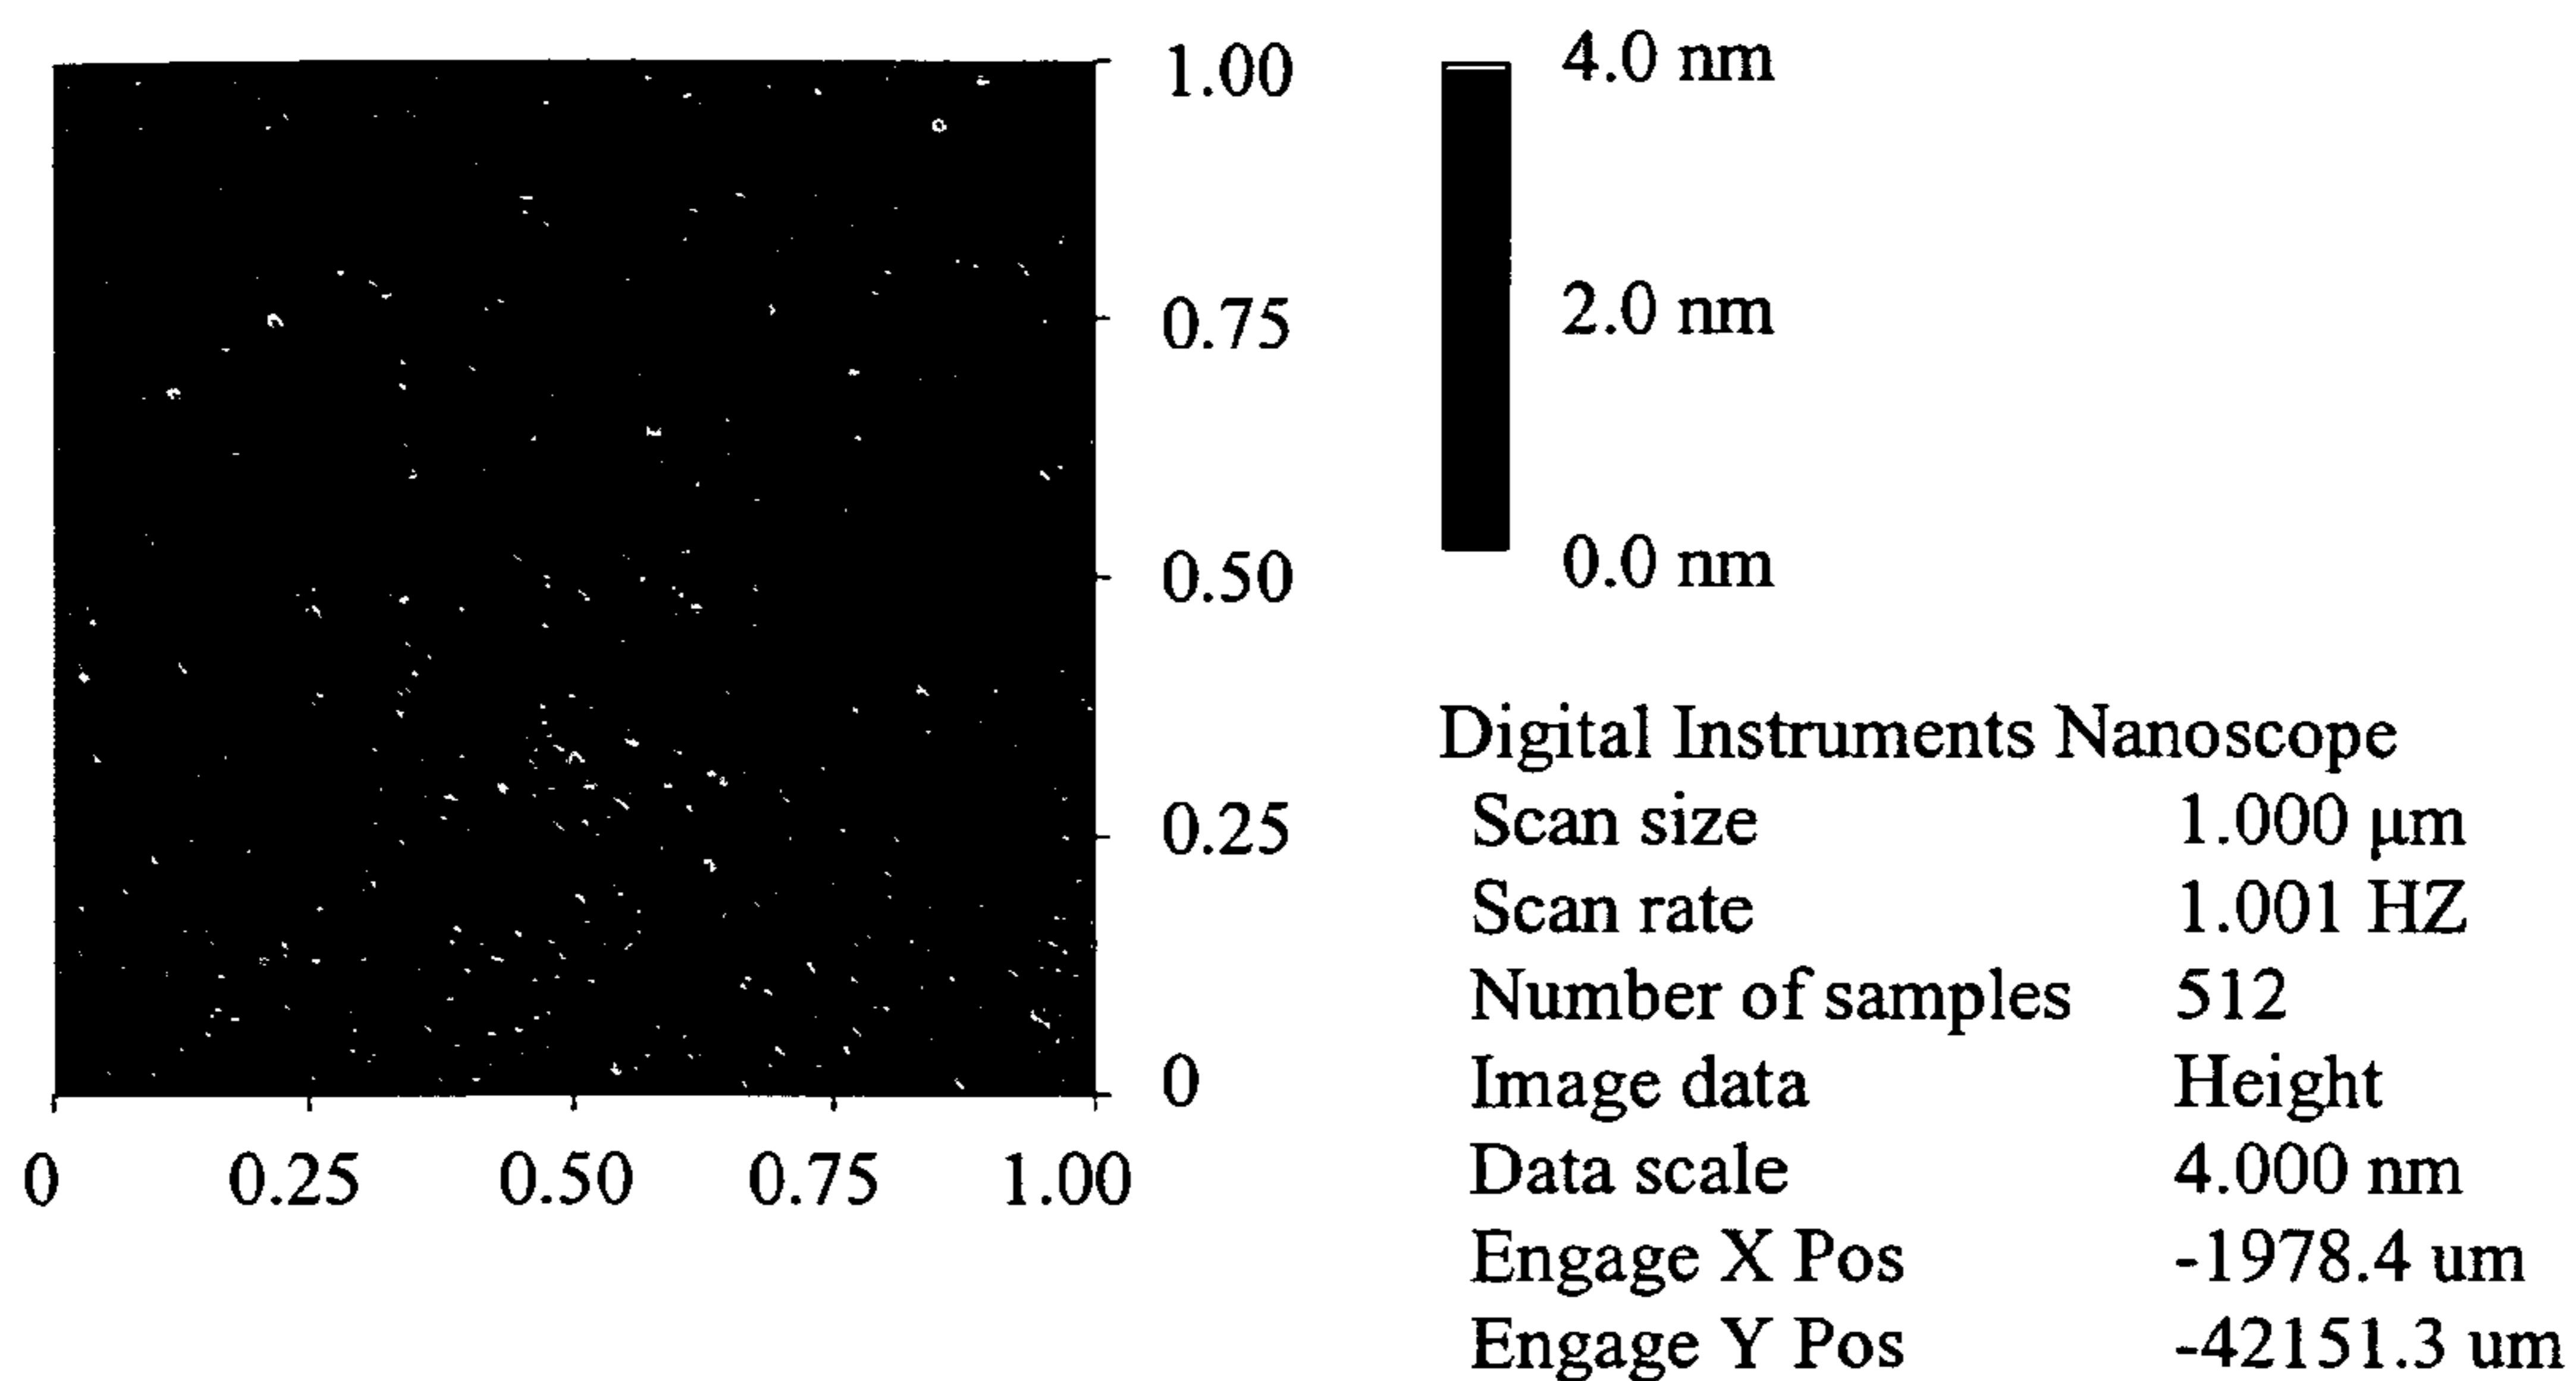 1.00
0.75
0.50
0.25
0
0 0.25 0.50 0.75 1.00
4.0 nm
2.0 nm
0.0 nm
Digital Instruments Nanoscope
Scan size 1.000 μm
Scan rate 1.001 HZ
Number of samples 512
Image data Height
Data scale 4.000 nm
Engage X Pos -1978.4 um
Engage Y Pos -42151.3 um